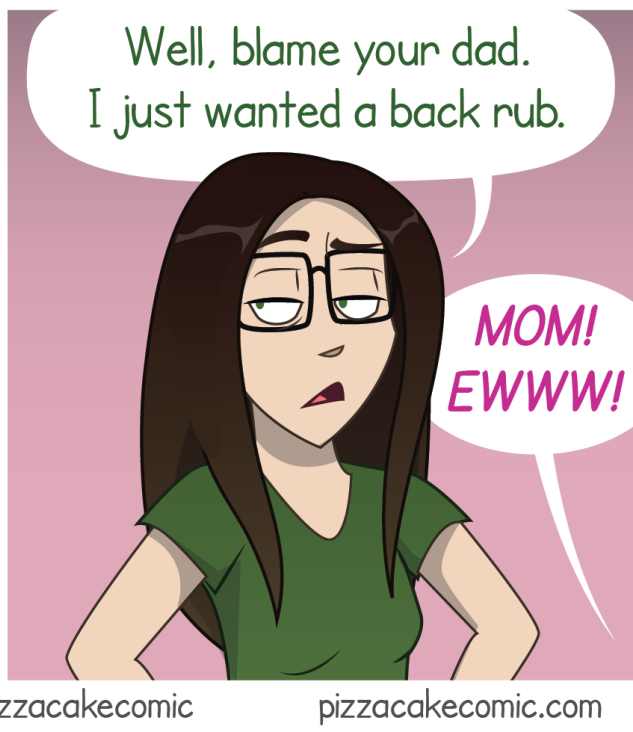 Well, blame your dad.
I just wanted a back rub.
MOM!
EWWW!
zzacakecomic
pizzacakecomic.com